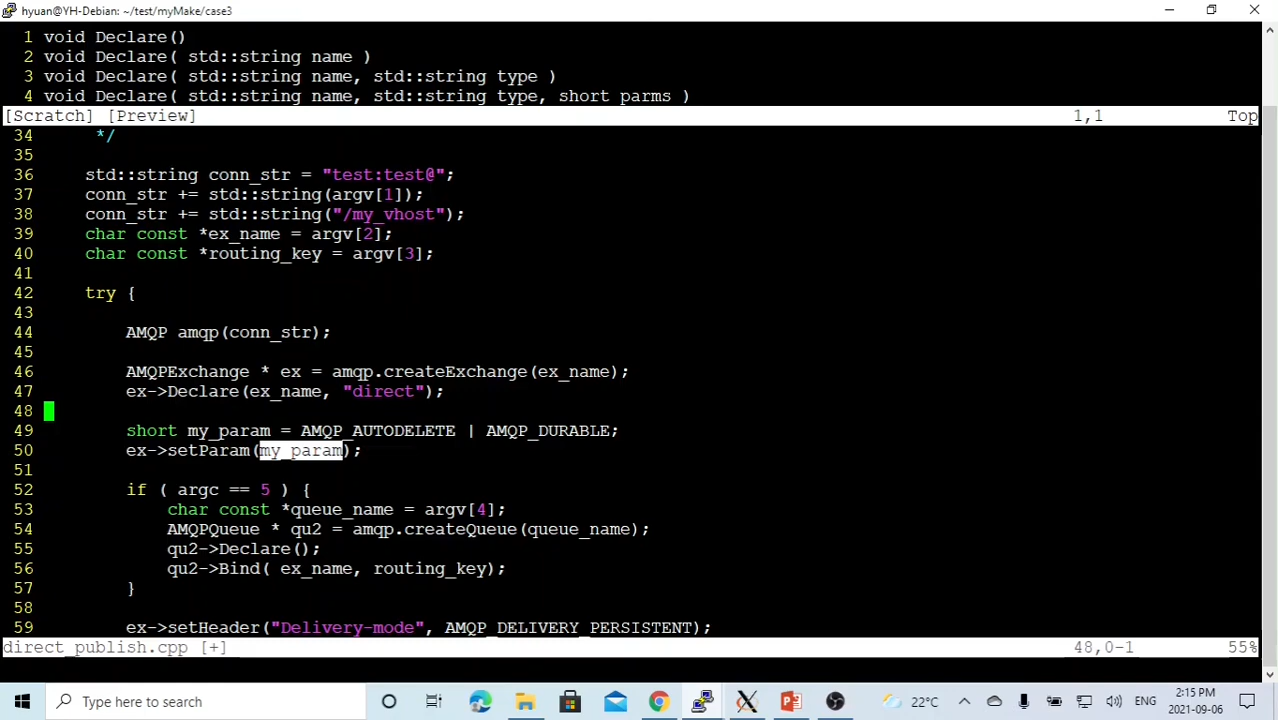 hyuan@YH-Debian: ~/test/myMake/case3
1 void Declare()
2 void Declare( std::string name )
3 void Declare( std::string name, std::string type )
4 void Declare( std::string name, std::string type, short parms )
[Scratch] [Preview] 1,1 Top
34 */
35
36 std::string conn_str = "test:test@";
37 conn_str += std::string(argv[1]);
38 conn_str += std::string("/my_vhost");
39 char const *ex_name = argv[2];
40 char const *routing_key = argv[3];
41
42 try {
43
44 AMQP amqp(conn_str);
45
46 AMQPExchange * ex = amqp.createExchange(ex_name);
47 ex->Declare(ex_name, "direct");
48
49 short my_param = AMQP_AUTODELETE | AMQP_DURABLE;
50 ex->setParam(my_param);
51
52 if ( argc == 5 ) {
53 char const *queue_name = argv[4];
54 AMQPQueue * qu2 = amqp.createQueue(queue_name);
55 qu2->Declare();
56 qu2->Bind( ex_name, routing_key);
57 }
58
59 ex->setHeader("Delivery-mode", AMQP_DELIVERY_PERSISTENT);
direct_publish.cpp [+] 48,0-1 55%
Type here to search
22°C
ENG
2:15 PM
2021-09-06